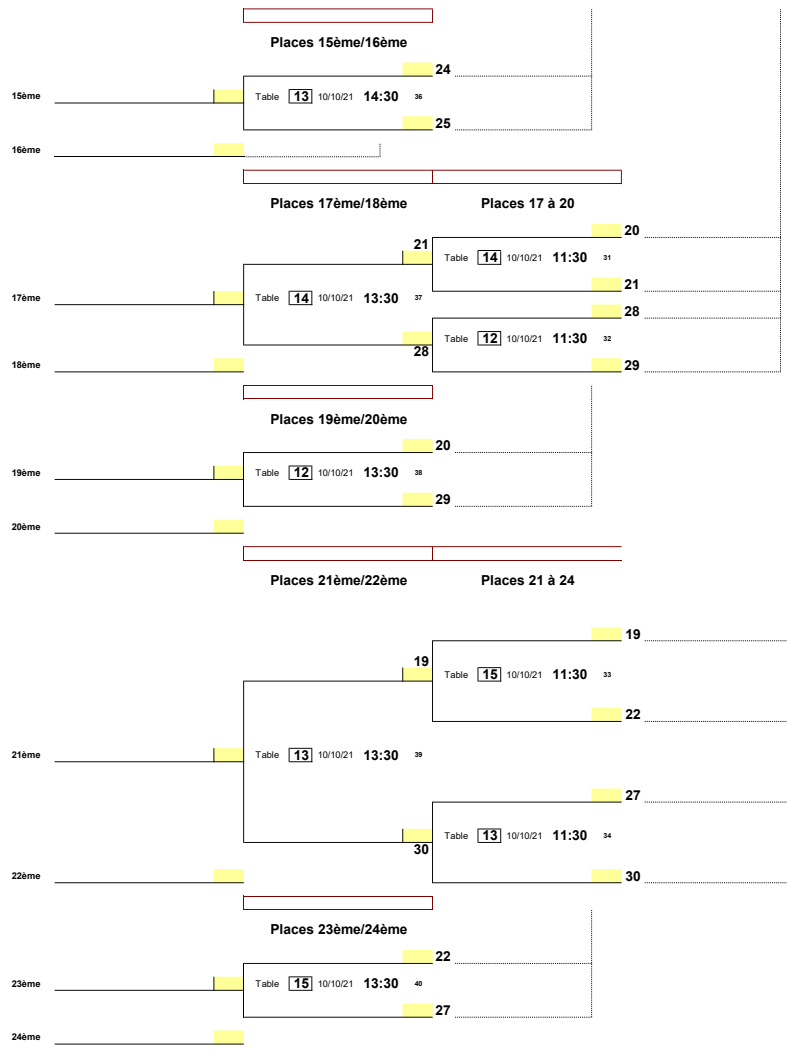 Places 15ème/16ème
24
15ème Table 13 10/10/21 14:30 36
25
16ème
Places 17ème/18ème Places 17 à 20
20
21
Table 14 10/10/21 11:30 31
21
17ème Table 14 10/10/21 13:30 37
28
Table 12 10/10/21 11:30 32
28
18ème 29
Places 19ème/20ème
20
19ème Table 12 10/10/21 13:30 38
29
20ème
Places 21ème/22ème Places 21 à 24
19
19
Table 15 10/10/21 11:30 33
22
21ème Table 13 10/10/21 13:30 39
27
Table 13 10/10/21 11:30 34
30
22ème 30
Places 23ème/24ème
22
23ème Table 15 10/10/21 13:30 40
27
24ème